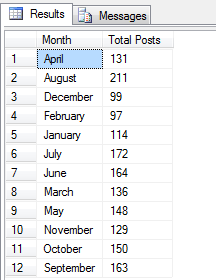 Results Messages
Month Total Posts
1 April 131
2 August 211
3 December 99
4 February 97
5 January 114
6 July 172
7 June 164
8 March 136
9 May 148
10 November 129
11 October 150
12 September 163